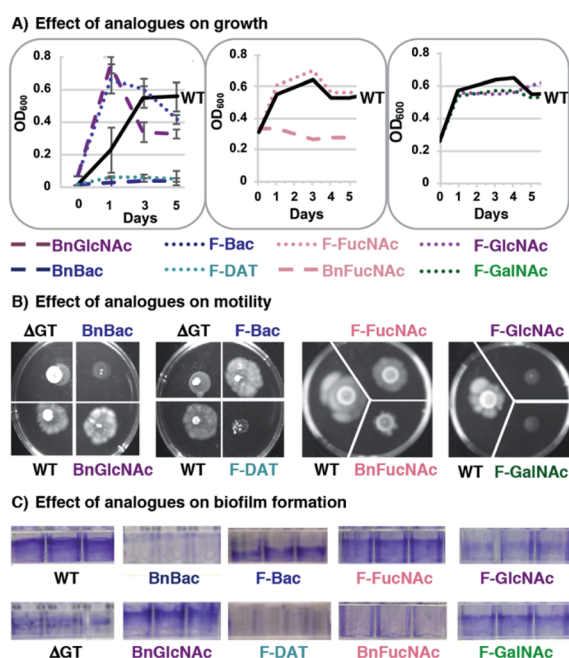 A) Effect of analogues on growth
0.8 0.6 0.4 0.2 0
OD600
WT
0 1 3 5
Days
0.8 0.6 0.4 0.2 0
OD600
WT
0 1 2 3 4 5
Days
0.8 0.6 0.4 0.2 0
OD600
WT
0 1 2 3 4 5
Days
BnGlcNAc F-Bac F-FucNAc F-GlcNAc
BnBac F-DAT BnFucNAc F-GalNAc
B) Effect of analogues on motility
ΔGT BnBac ΔGT F-Bac F-FucNAc F-GlcNAc
WT BnGlcNAc WT F-DAT WT BnFucNAc WT F-GalNAc
C) Effect of analogues on biofilm formation
WT BnBac F-Bac F-FucNAc F-GlcNAc
ΔGT BnGlcNAc F-DAT BnFucNAc F-GalNAc